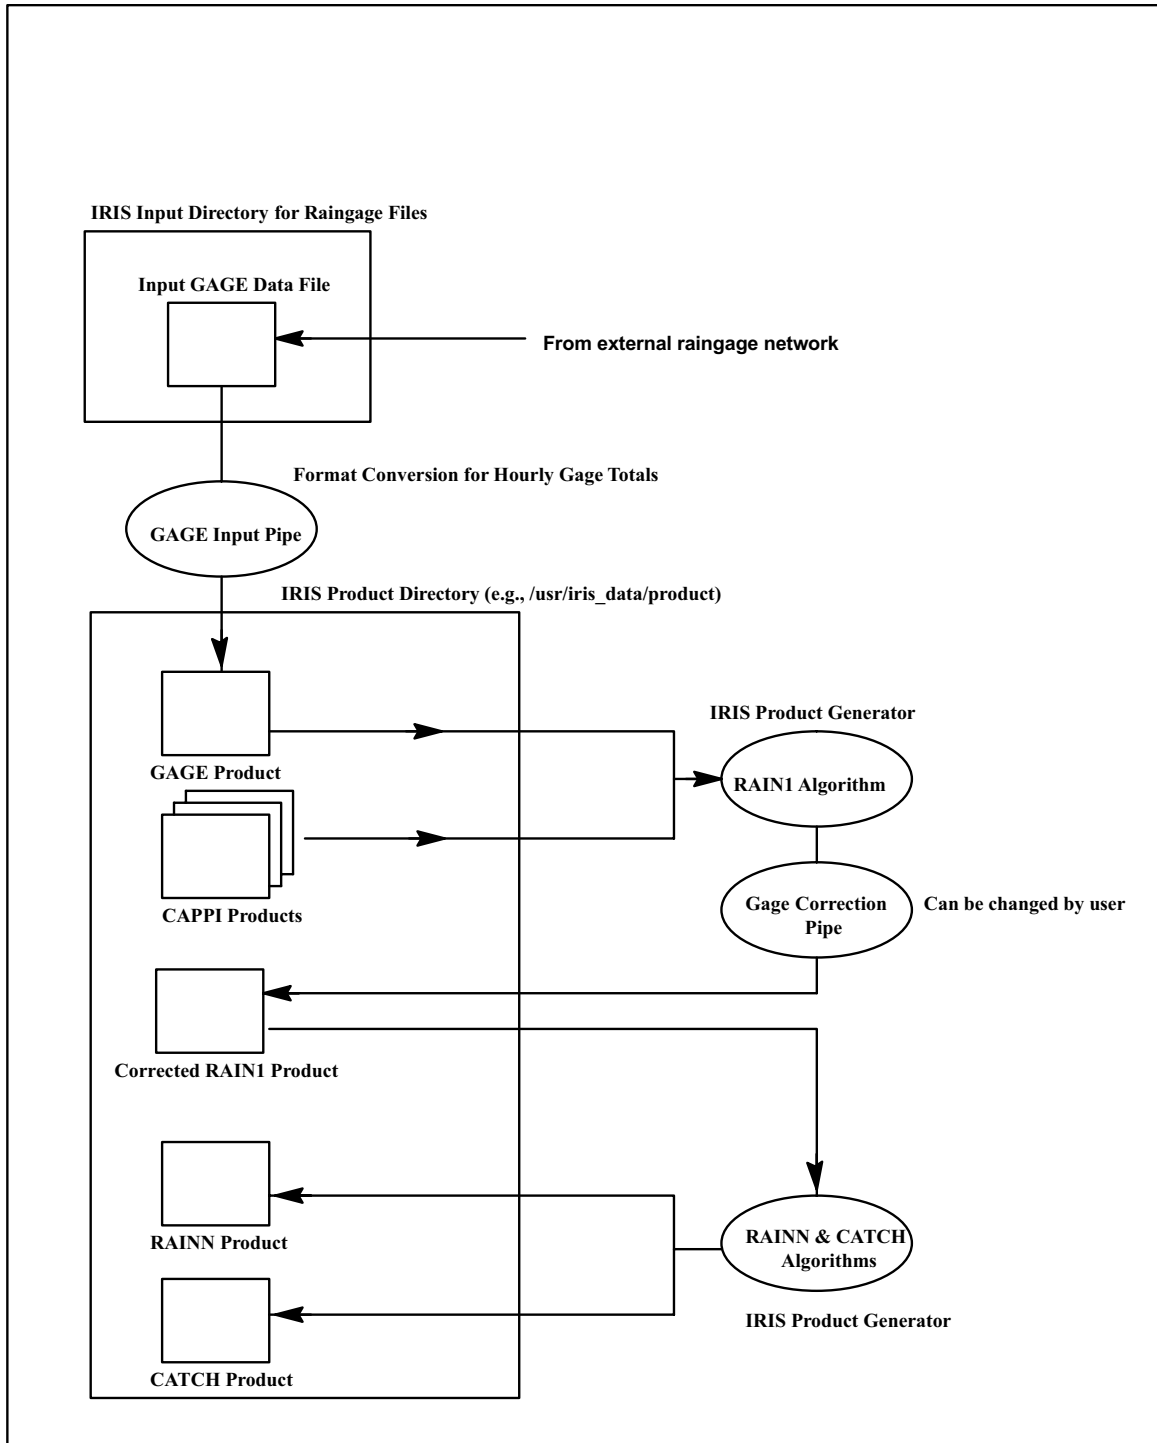 IRIS Input Directory for Raingage Files
Input GAGE Data File
From external raingage network
Format Conversion for Hourly Gage Totals
GAGE Input Pipe
IRIS Product Directory (e.g., /usr/iris_data/product)
GAGE Product
IRIS Product Generator
RAIN1 Algorithm
CAPPI Products
Gage Correction
Pipe
Can be changed by user
Corrected RAIN1 Product
RAINN Product
RAINN & CATCH
Algorithms
IRIS Product Generator
CATCH Product